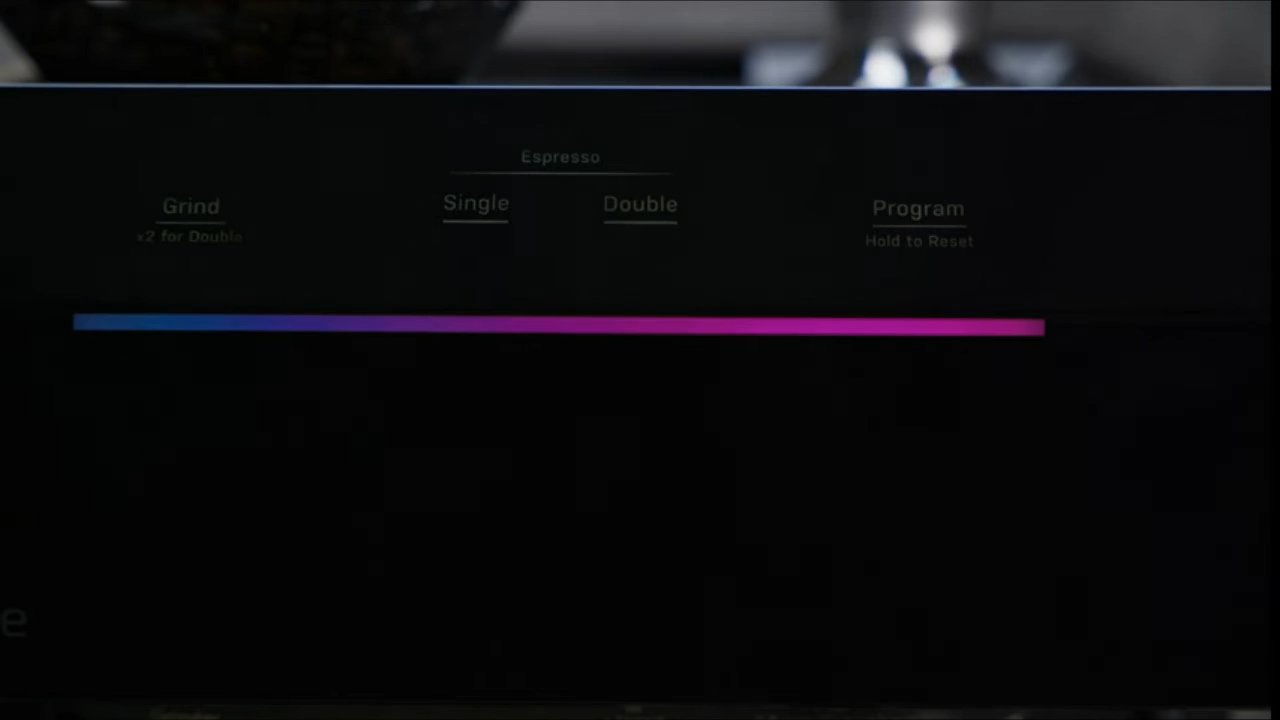 Espresso
Grind
Single
Double
Program
x2 for Double
Hold to Reset
e